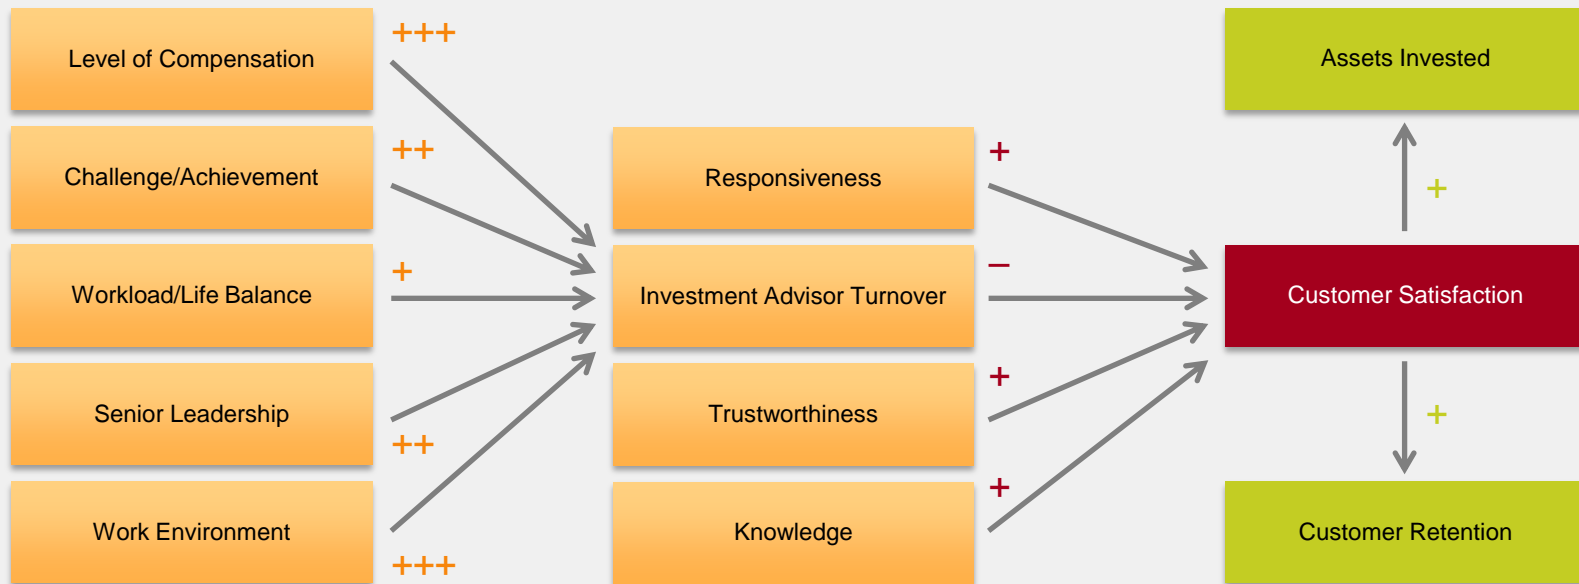 Level of Compensation
+++
Challenge/Achievement
++
Workload/Life Balance
+
Senior Leadership
++
Work Environment
+++
Responsiveness
+
Investment Advisor Turnover
–
Trustworthiness
+
Knowledge
+
Assets Invested
+
Customer Satisfaction
+
Customer Retention